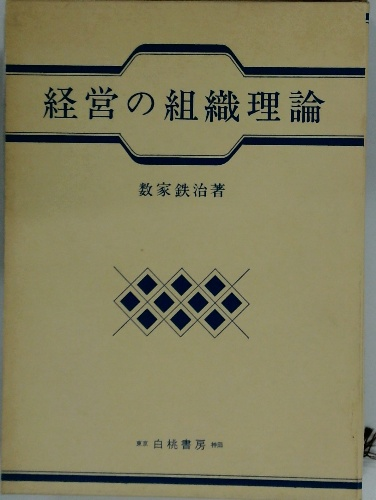 経営の組織理論
数家鉄治著
東京 白桃書房 神田